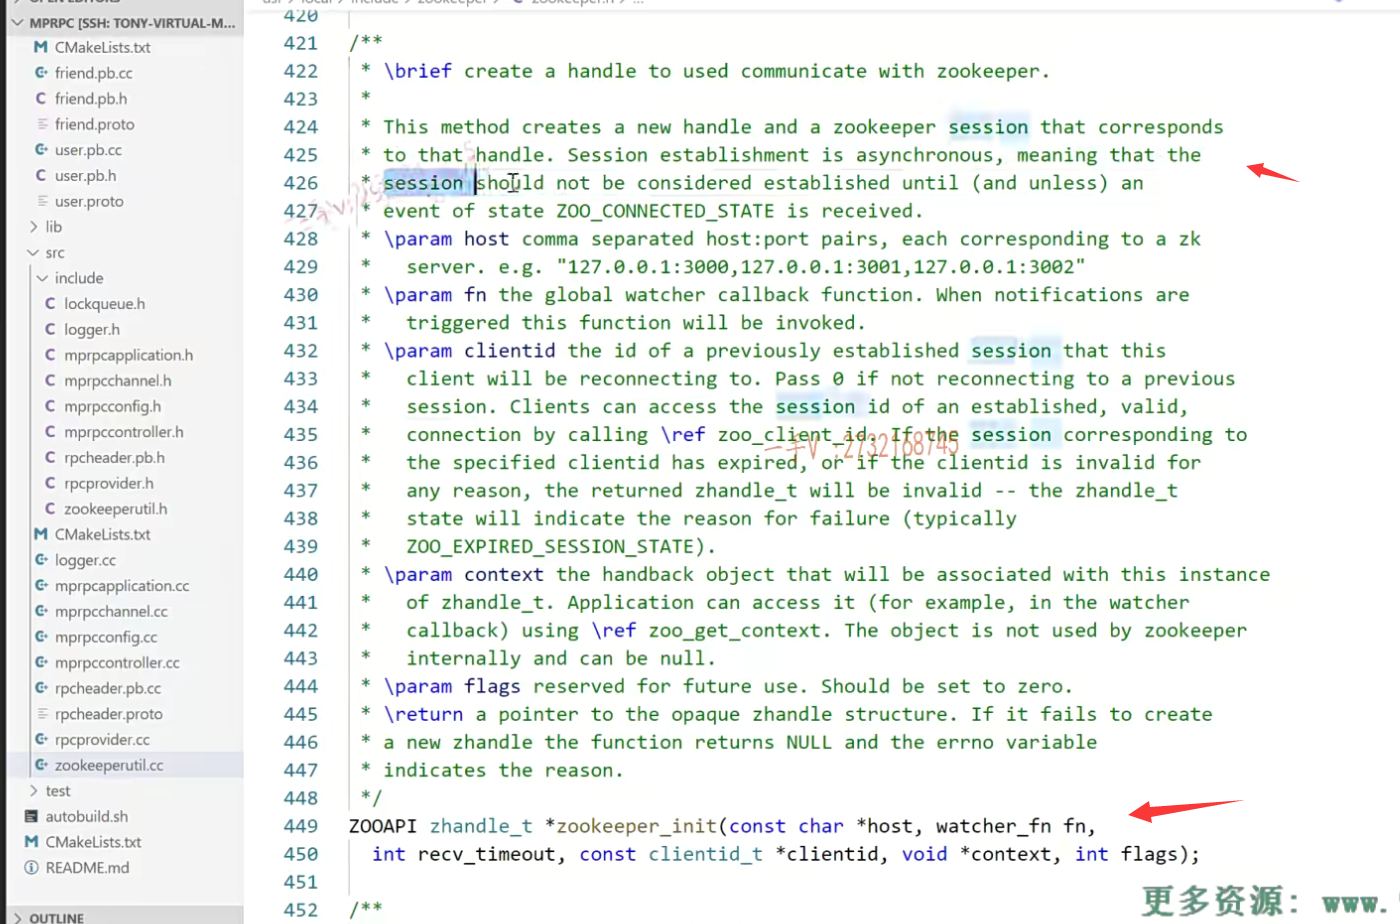 MPRPC [SSH: TONY-VIRTUAL-M...
CMakeLists.txt
friend.pb.cc
friend.pb.h
friend.proto
user.pb.cc
user.pb.h
user.proto
lib
src
include
lockqueue.h
logger.h
mprpcapplication.h
mprpcchannel.h
mprpcconfig.h
mprpccontroller.h
rpcheader.pb.h
rpcprovider.h
zookeeperutil.h
CMakeLists.txt
logger.cc
mprpcapplication.cc
mprpcchannel.cc
mprpcconfig.cc
mprpccontroller.cc
rpcheader.pb.cc
rpcheader.proto
rpcprovider.cc
zookeeperutil.cc
test
autobuild.sh
CMakeLists.txt
README.md
OUTLINE
420
421 /**
422 * \brief create a handle to used communicate with zookeeper.
423 *
424 * This method creates a new handle and a zookeeper session that corresponds
425 * to that handle. Session establishment is asynchronous, meaning that the
426 * session should not be considered established until (and unless) an
427 * event of state ZOO_CONNECTED_STATE is received.
428 * \param host comma separated host:port pairs, each corresponding to a zk
429 * server. e.g. "127.0.0.1:3000,127.0.0.1:3001,127.0.0.1:3002"
430 * \param fn the global watcher callback function. When notifications are
431 * triggered this function will be invoked.
432 * \param clientid the id of a previously established session that this
433 * client will be reconnecting to. Pass 0 if not reconnecting to a previous
434 * session. Clients can access the session id of an established, valid,
435 * connection by calling \ref zoo_client_id. If the session corresponding to
436 * the specified clientid has expired, or if the clientid is invalid for
437 * any reason, the returned zhandle_t will be invalid -- the zhandle_t
438 * state will indicate the reason for failure (typically
439 * ZOO_EXPIRED_SESSION_STATE).
440 * \param context the handback object that will be associated with this instance
441 * of zhandle_t. Application can access it (for example, in the watcher
442 * callback) using \ref zoo_get_context. The object is not used by zookeeper
443 * internally and can be null.
444 * \param flags reserved for future use. Should be set to zero.
445 * \return a pointer to the opaque zhandle structure. If it fails to create
446 * a new zhandle the function returns NULL and the errno variable
447 * indicates the reason.
448 */
449 ZOOAPI zhandle_t *zookeeper_init(const char *host, watcher_fn fn,
450 int recv_timeout, const clientid_t *clientid, void *context, int flags);
451
452 /**
一手V：2732168745
更多资源：www.